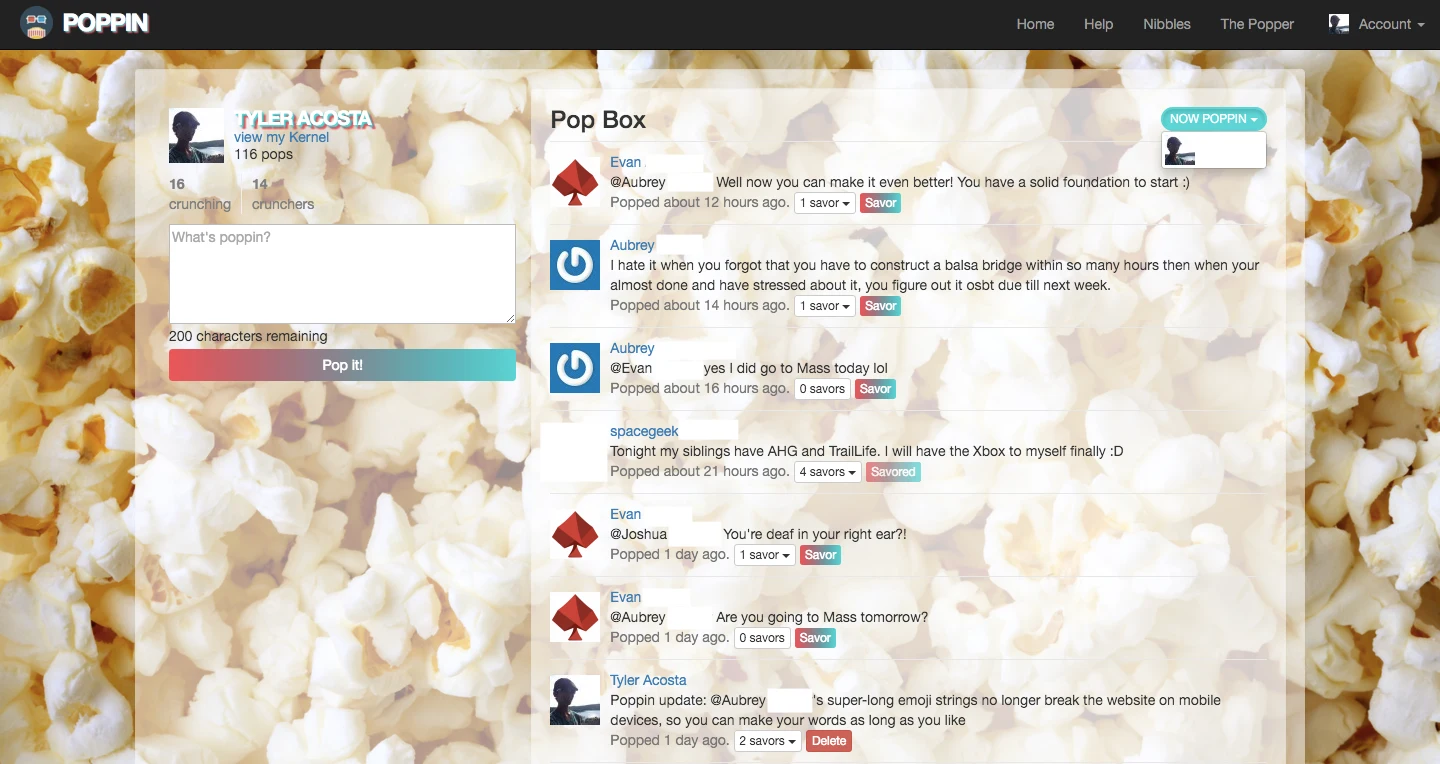 POPPIN
Home
Help
Nibbles
The Popper
Account
TYLER ACOSTA
view my Kernel
116 pops
16
crunching
14
crunchers
What's poppin?
200 characters remaining
Pop it!
Pop Box
NOW POPPIN
Evan
@Aubrey Well now you can make it even better! You have a solid foundation to start :)
Popped about 12 hours ago. 1 savor Savor
Aubrey
I hate it when you forgot that you have to construct a balsa bridge within so many hours then when your
almost done and have stressed about it, you figure out it osbt due till next week.
Popped about 14 hours ago. 1 savor Savor
Aubrey
@Evan yes I did go to Mass today lol
Popped about 16 hours ago. 0 savors Savor
spacegeek
Tonight my siblings have AHG and TrailLife. I will have the Xbox to myself finally :D
Popped about 21 hours ago. 4 savors Savored
Evan
@Joshua You're deaf in your right ear?!
Popped 1 day ago. 1 savor Savor
Evan
@Aubrey Are you going to Mass tomorrow?
Popped 1 day ago. 0 savors Savor
Tyler Acosta
Poppin update: @Aubrey 's super-long emoji strings no longer break the website on mobile
devices, so you can make your words as long as you like
Popped 1 day ago. 2 savors Delete